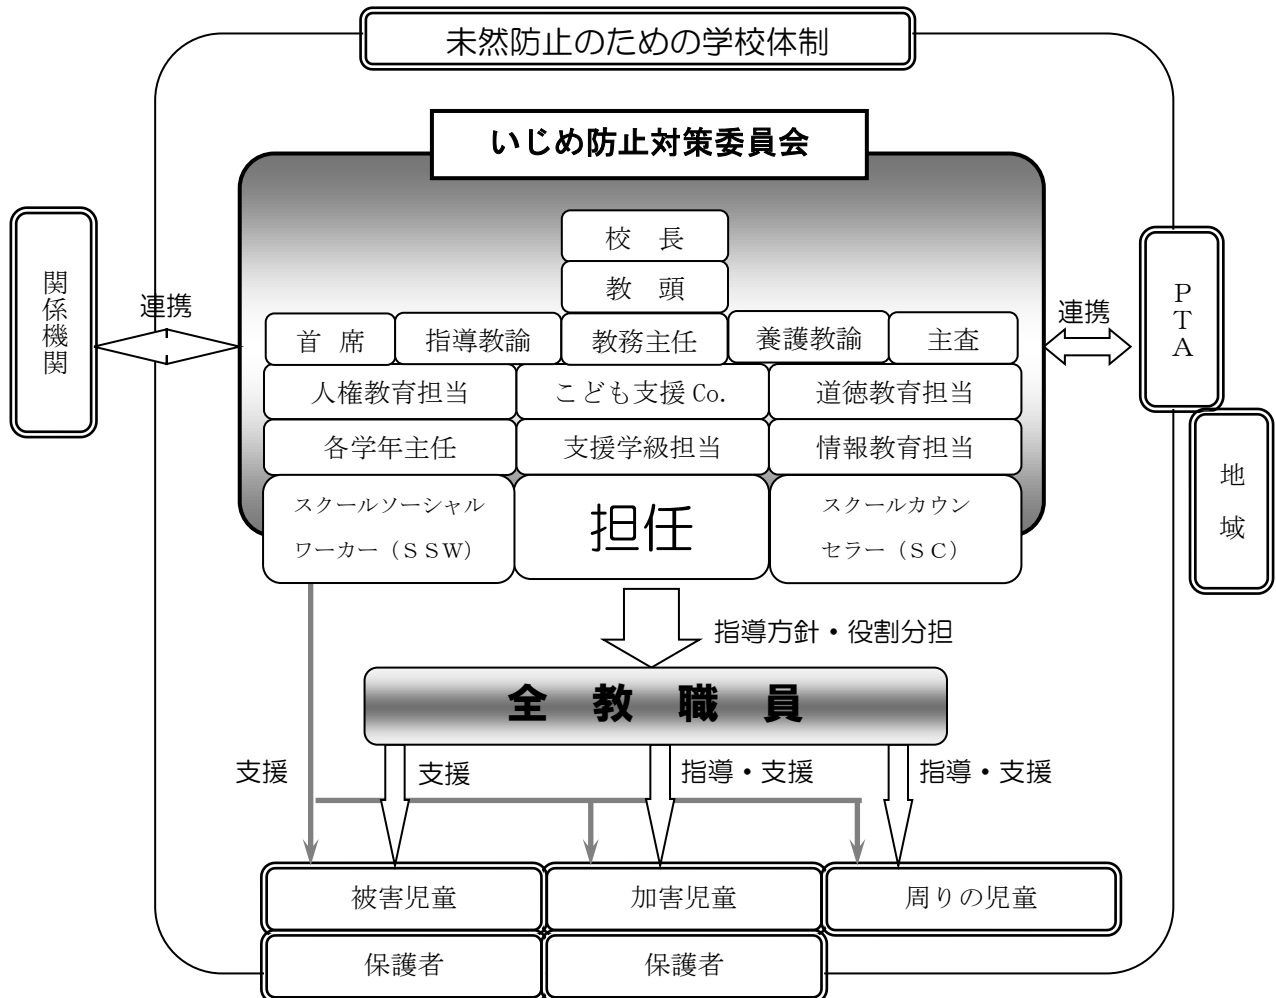 未然防止のための学校体制
いじめ防止対策委員会
校　長
教　頭
首　席
指導教諭
教務主任
養護教諭
主査
人権教育担当
こども支援 Co.
道徳教育担当
各学年主任
支援学級担当
情報教育担当
スクールソーシャル
ワーカー（ＳＳＷ）
担任
スクールカウン
セラー（ＳＣ）
関係機関
連携
連携
ＰＴＡ
地域
指導方針・役割分担
全　教　職　員
支援
支援
指導・支援
指導・支援
被害児童
加害児童
周りの児童
保護者
保護者